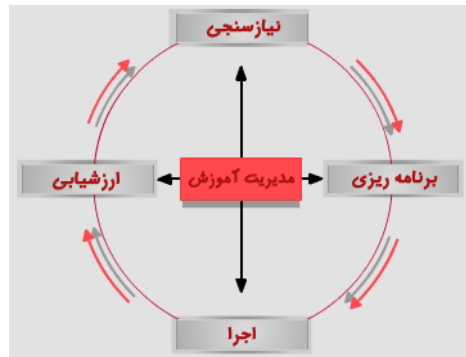 نیازسنجی
برنامه ریزی
مدیریت آموزش
ارزشیابی
اجرا